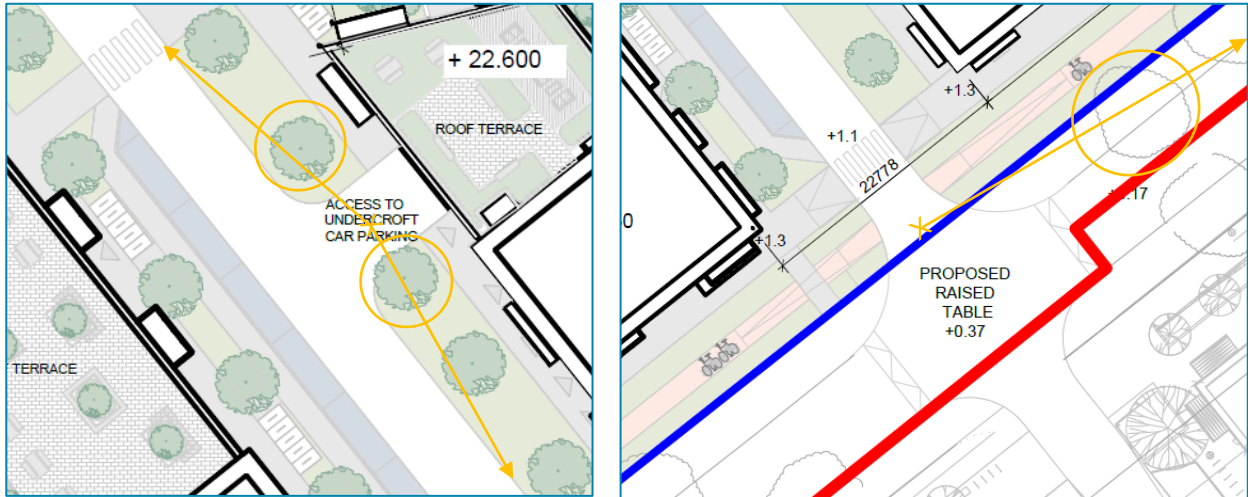 + 22.600
ROOF TERRACE
ACCESS TO
UNDERCROFT
CAR PARKING
TERRACE
+1.3
+1.1
22778
+1.3
PROPOSED
RAISED
TABLE
+0.37